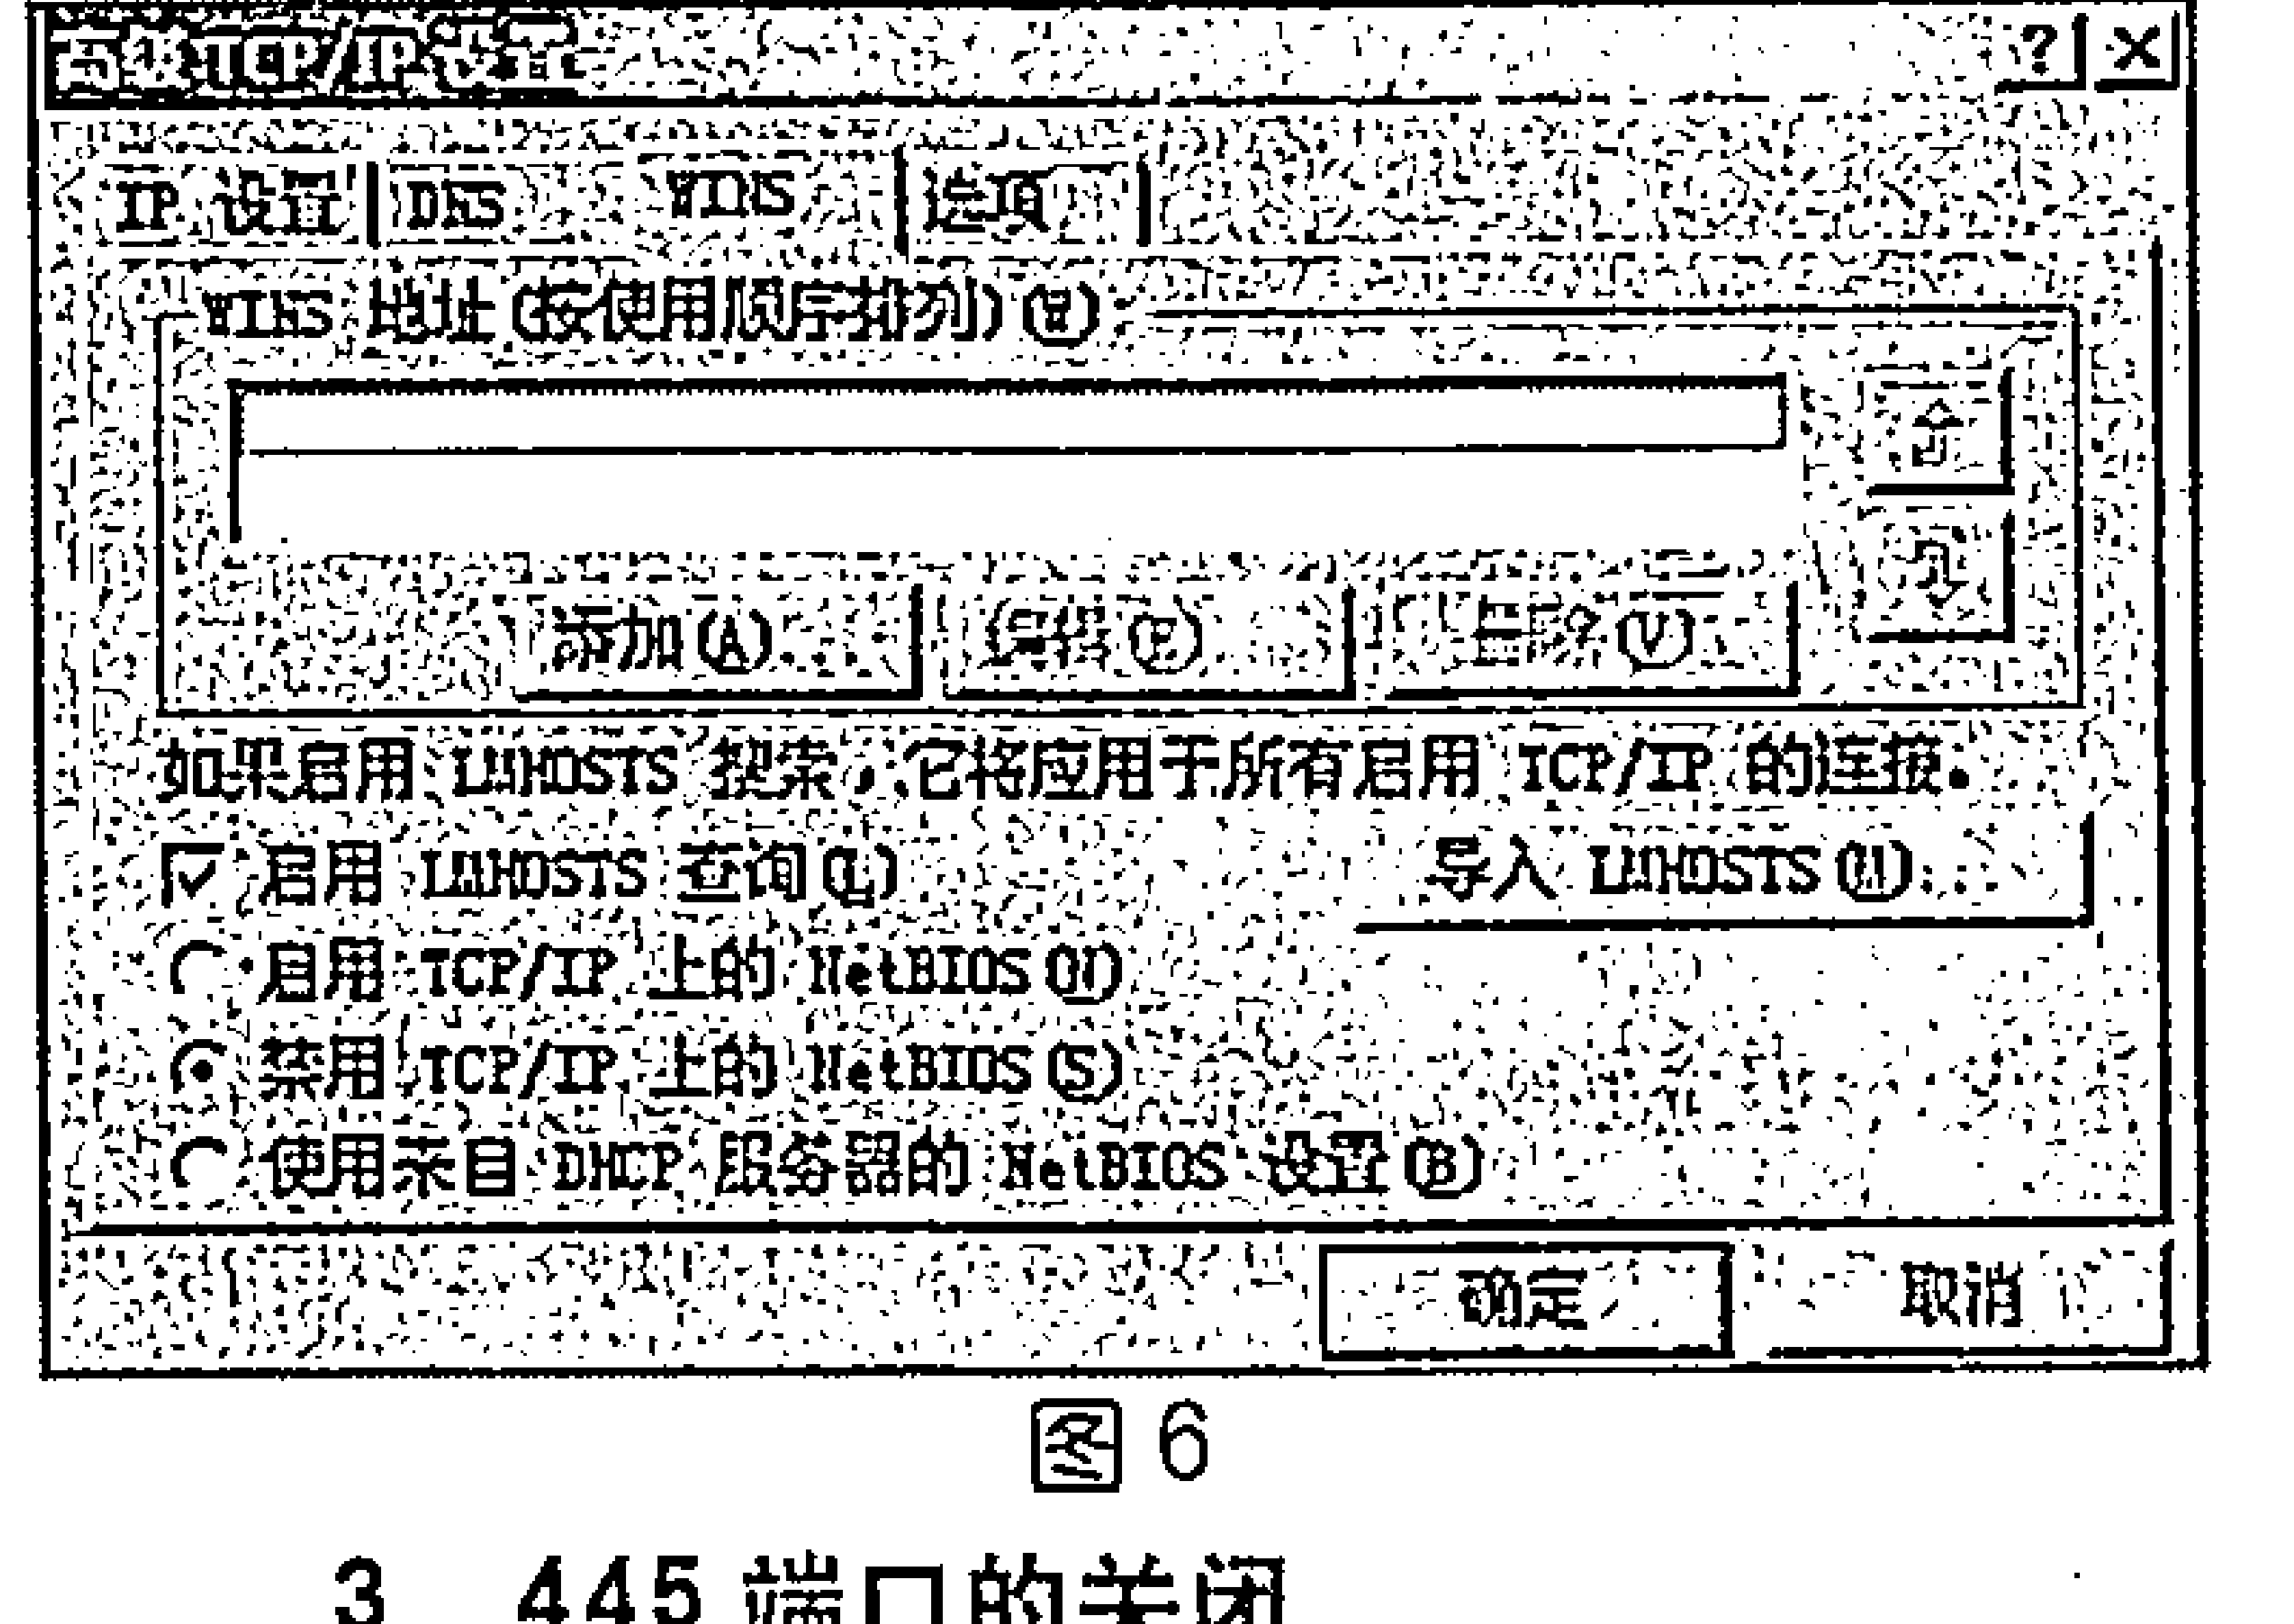 高级 TCP/IP 设置
IP 设置 DNS WINS 选项
WINS 地址(按使用顺序排列)(W):
添加(A)... 编辑(E)... 删除(V)
如果启用 LMHOSTS 搜索,它将应用于所有启用 TCP/IP 的连接。
启用 LMHOSTS 查询(L) 导入 LMHOSTS(M)...
启用 TCP/IP 上的 NetBIOS(N)
禁用 TCP/IP 上的 NetBIOS(S)
使用来自 DHCP 服务器的 NetBIOS 设置(B)
确定 取消
图 6
3 445 端口的关闭